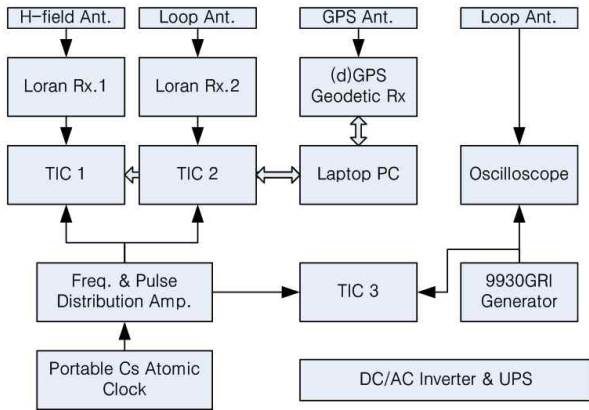 H-field Ant.
Loop Ant.
GPS Ant.
Loop Ant.
Loran Rx.1
Loran Rx.2
(d)GPS
Geodetic Rx
TIC 1
TIC 2
Laptop PC
Oscilloscope
Freq. & Pulse
Distribution Amp.
TIC 3
9930GRI
Generator
Portable Cs Atomic
Clock
DC/AC Inverter & UPS